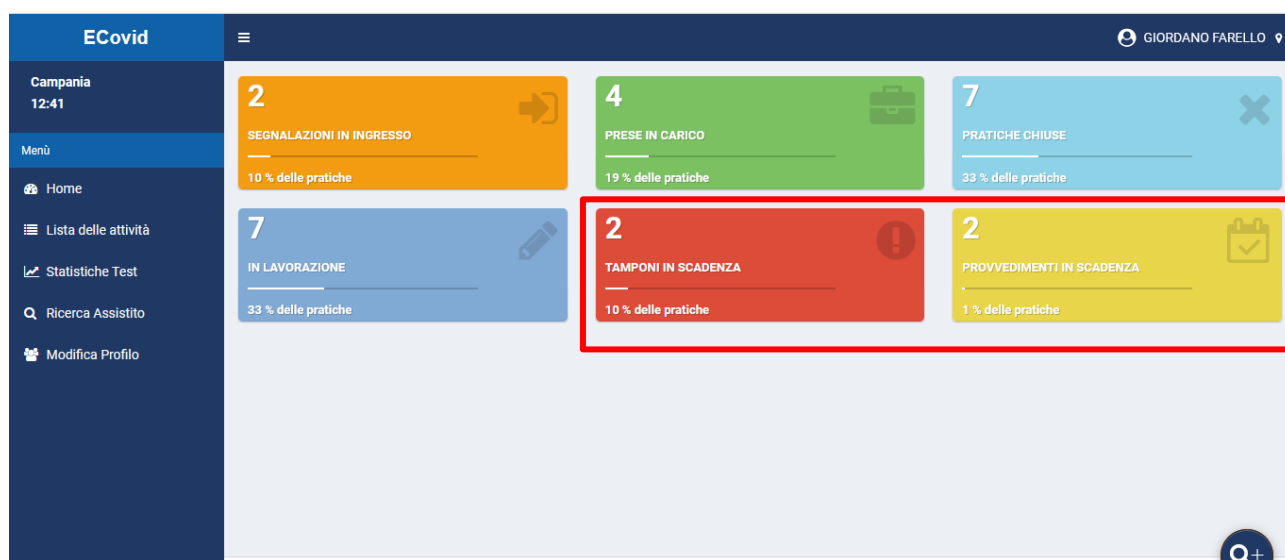 ECovid
GIORDANO FARELLO
Campania
12:41
Menù
Home
Lista delle attività
Statistiche Test
Ricerca Assistito
Modifica Profilo
2
SEGNALAZIONI IN INGRESSO
10 % delle pratiche
4
PRESE IN CARICO
19 % delle pratiche
7
PRATICHE CHIUSE
33 % delle pratiche
7
IN LAVORAZIONE
33 % delle pratiche
2
TAMPONI IN SCADENZA
10 % delle pratiche
2
PROVVEDIMENTI IN SCADENZA
1 % delle pratiche